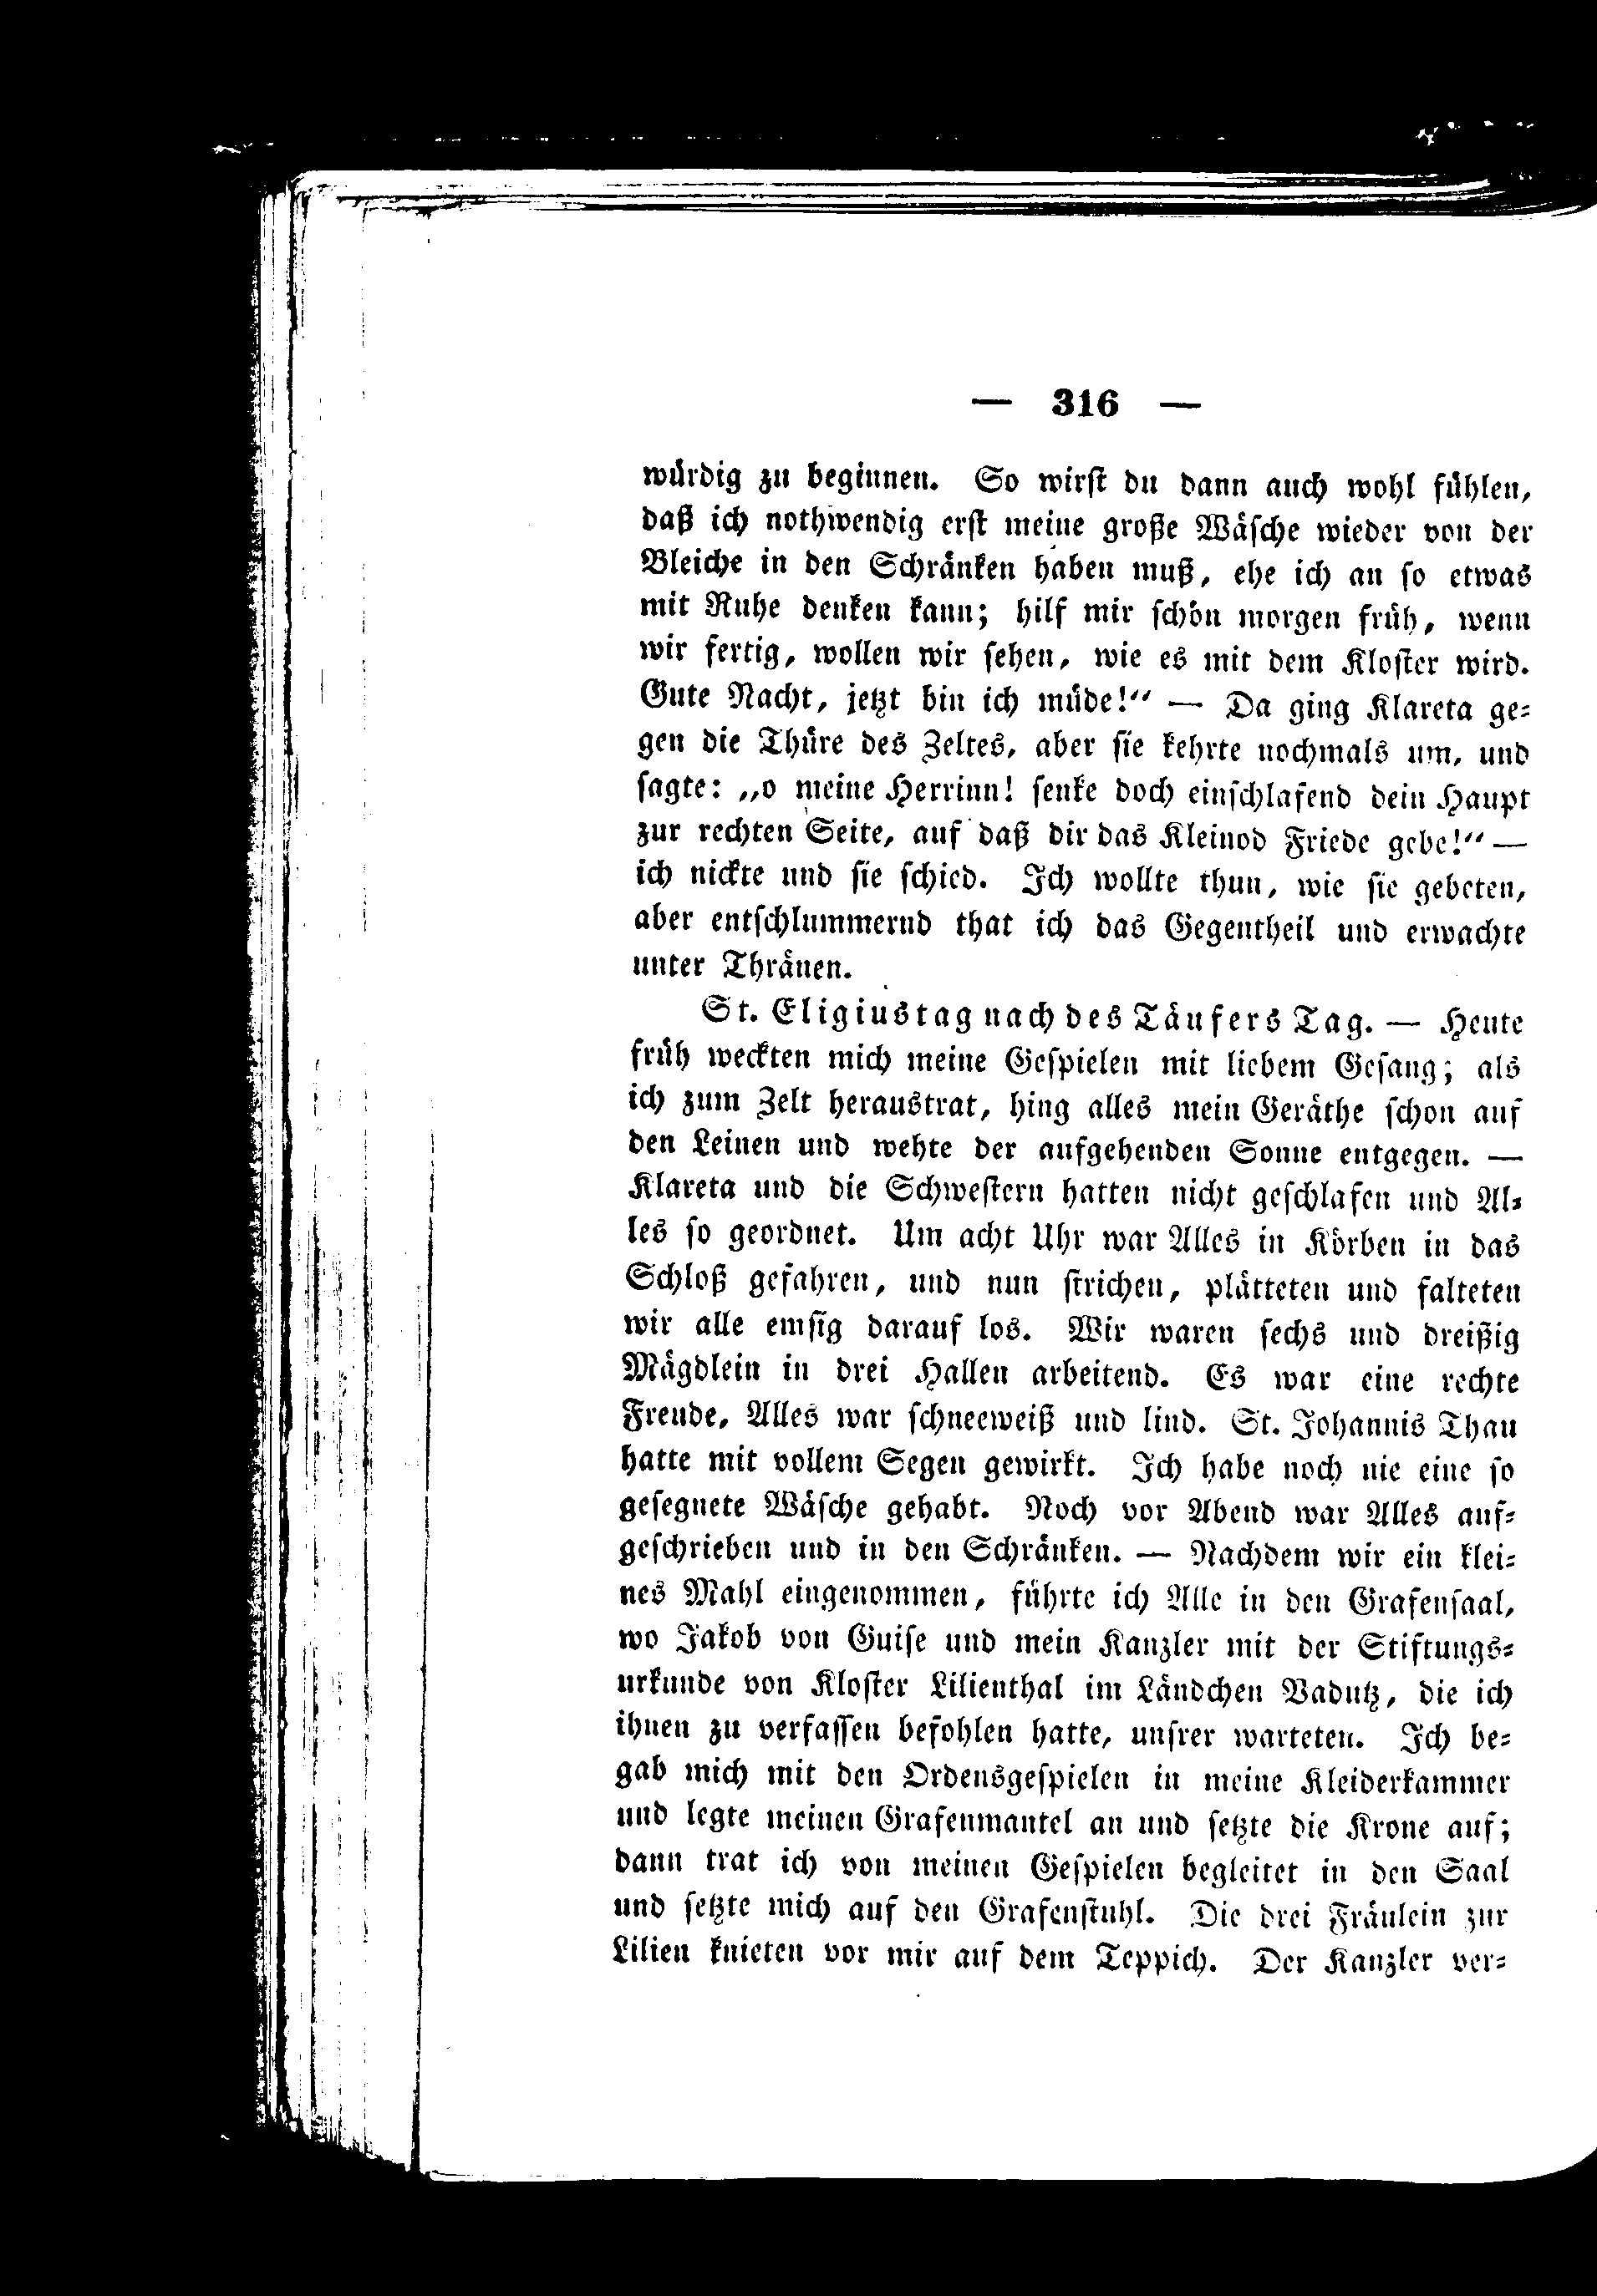 — 316 —
würdig zu beginnen. So wirst du dann auch wohl fühlen,
daß ich nothwendig erst meine große Wäsche wieder von der
Bleiche in den Schränken haben muß, ehe ich an so etwas
mit Ruhe denken kann; hilf mir schön morgen früh, wenn
wir fertig, wollen wir sehen, wie es mit dem Kloster wird.
Gute Nacht, jetzt bin ich müde!“ — Da ging Klareta ge-
gen die Thüre des Zeltes, aber sie kehrte nochmals um, und
sagte: „o meine Herrinn! senke doch einschlafend dein Haupt
zur rechten Seite, auf daß dir das Kleinod Friede gebe!“ —
ich nickte und sie schied. Ich wollte thun, wie sie gebeten,
aber entschlummernd that ich das Gegentheil und erwachte
unter Thränen.
St. Eligiustag nach des Täufers Tag. — Heute
früh weckten mich meine Gespielen mit liebem Gesang; als
ich zum Zelt heraustrat, hing alles mein Geräthe schon auf
den Leinen und wehte der aufgehenden Sonne entgegen. —
Klareta und die Schwestern hatten nicht geschlafen und Al-
les so geordnet. Um acht Uhr war Alles in Körben in das
Schloß gefahren, und nun strichen, plätteten und falteten
wir alle emsig darauf los. Wir waren sechs und dreißig
Mägdlein in drei Hallen arbeitend. Es war eine rechte
Freude, Alles war schneeweiß und lind. St. Johannis Thau
hatte mit vollem Segen gewirkt. Ich habe noch nie eine so
gesegnete Wäsche gehabt. Noch vor Abend war Alles auf-
geschrieben und in den Schränken. — Nachdem wir ein klei-
nes Mahl eingenommen, führte ich Alle in den Grafensaal,
wo Jakob von Guise und mein Kanzler mit der Stiftungs-
urkunde von Kloster Lilienthal im Ländchen Vadutz, die ich
ihnen zu verfassen befohlen hatte, unsrer warteten. Ich be-
gab mich mit den Ordensgespielen in meine Kleiderkammer
und legte meinen Grafenmantel an und setzte die Krone auf;
dann trat ich von meinen Gespielen begleitet in den Saal
und setzte mich auf den Grafenstuhl. Die drei Fräulein zur
Lilien knieten vor mir auf dem Teppich. Der Kanzler ver-